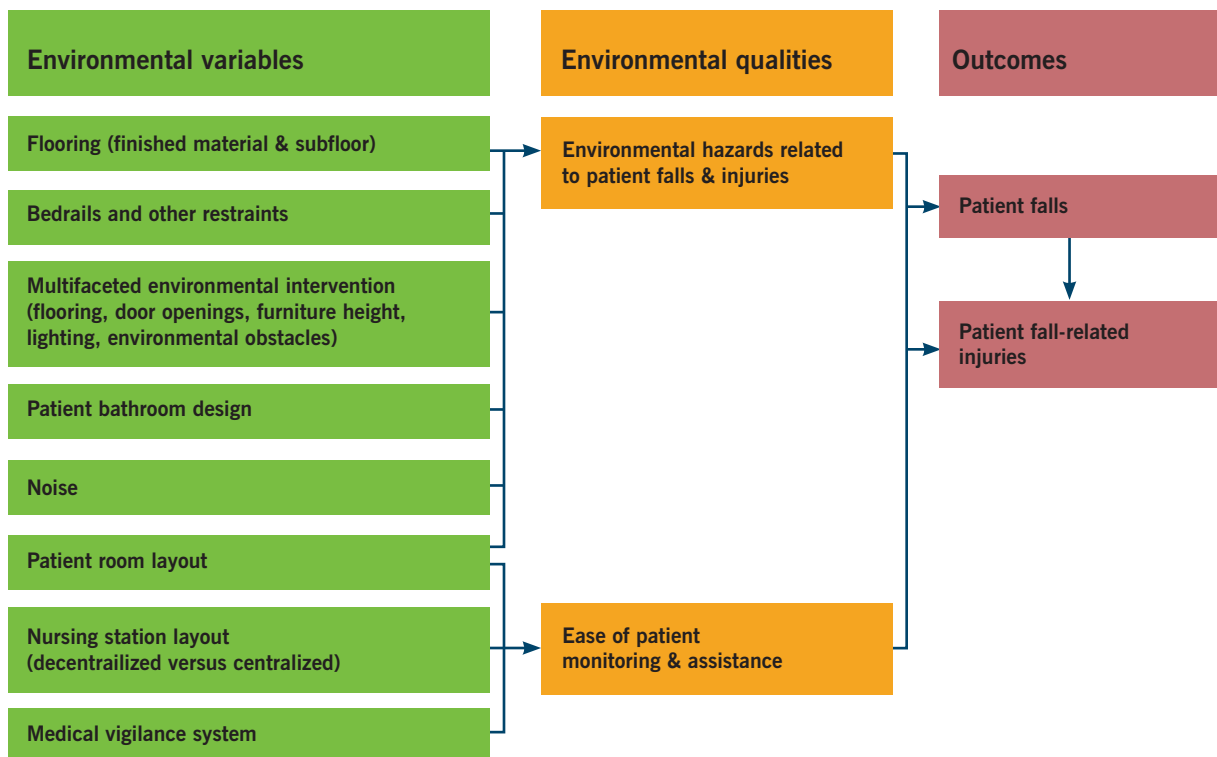 Environmental variables
Environmental qualities
Outcomes
Flooring (finished material & subfloor)
Bedrails and other restraints
Multifaceted environmental intervention
(flooring, door openings, furniture height,
lighting, environmental obstacles)
Patient bathroom design
Noise
Patient room layout
Nursing station layout
(decentrailized versus centralized)
Medical vigilance system
Environmental hazards related
to patient falls & injuries
Ease of patient
monitoring & assistance
Patient falls
Patient fall-related
injuries